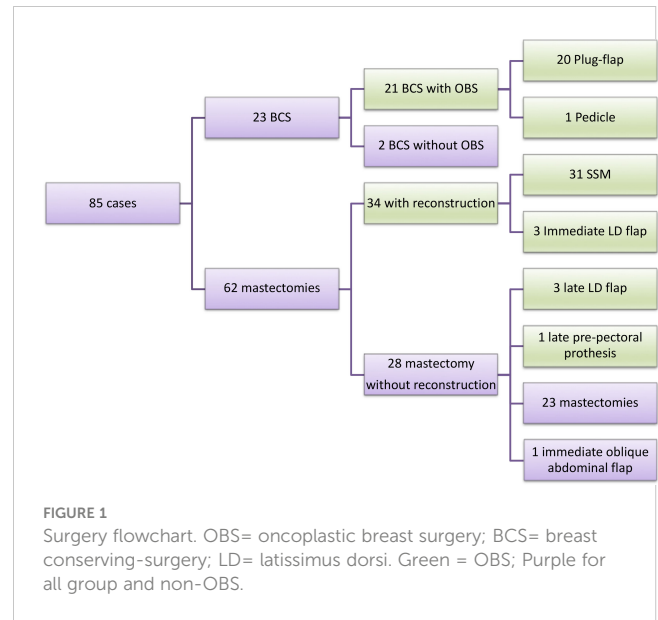 85 cases
23 BCS
62 mastectomies
21 BCS with OBS
2 BCS without OBS
34 with reconstruction
28 mastectomy
without reconstruction
20 Plug-flap
1 Pedicle
31 SSM
3 Immediate LD flap
3 late LD flap
1 late pre-pectoral
prothesis
23 mastectomies
1 immediate oblique
abdominal flap
FIGURE 1
Surgery flowchart. OBS= oncoplastic breast surgery; BCS= breast
conserving-surgery; LD= latissimus dorsi. Green = OBS; Purple for
all group and non-OBS.